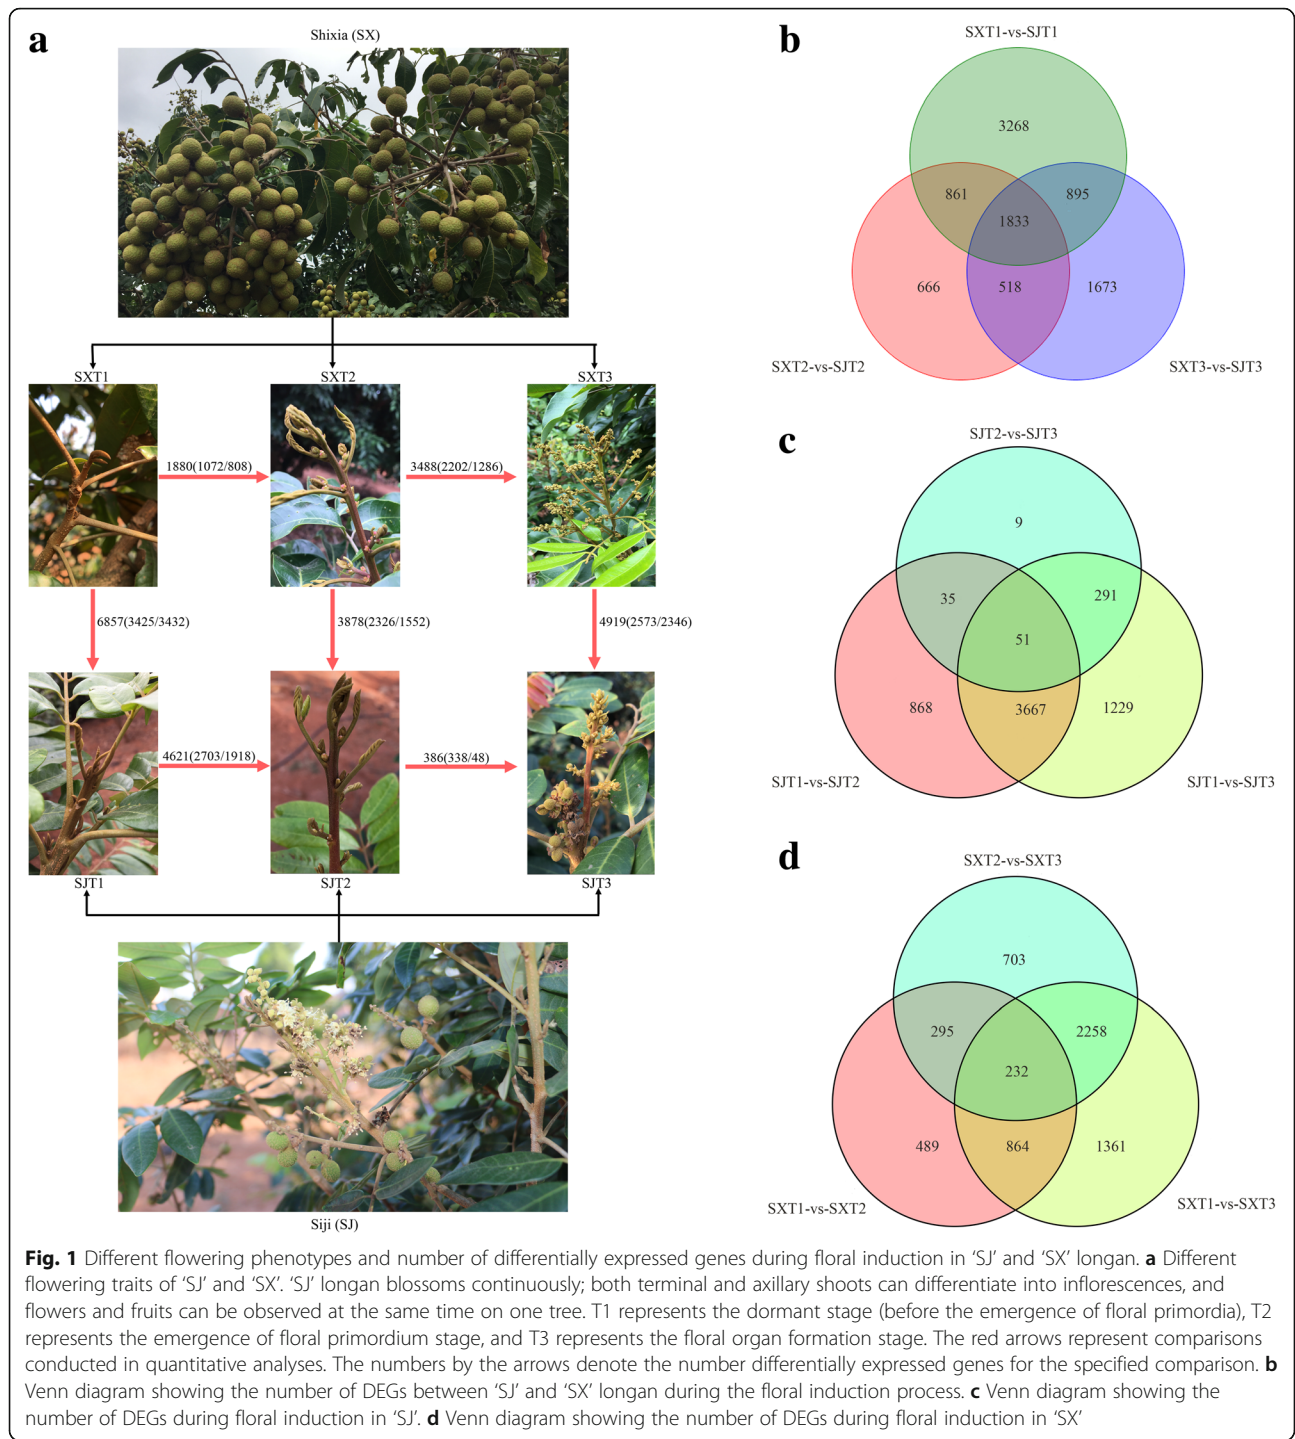 a
Shixia (SX)
SXT1
SXT2
SXT3
1880(1072/808)
3488(2202/1286)
6857(3425/3432)
3878(2326/1552)
4919(2573/2346)
4621(2703/1918)
386(338/48)
SJT1
SJT2
SJT3
Siji (SJ)
b
SXT1-vs-SJT1
3268
861
895
1833
666
518
1673
SXT2-vs-SJT2
SXT3-vs-SJT3
c
SJT2-vs-SJT3
9
35
291
51
868
3667
1229
SJT1-vs-SJT2
SJT1-vs-SJT3
d
SXT2-vs-SXT3
703
295
2258
232
489
864
1361
SXT1-vs-SXT2
SXT1-vs-SXT3
Fig. 1 Different flowering phenotypes and number of differentially expressed genes during floral induction in ‘SJ’ and ‘SX’ longan. a Different
flowering traits of ‘SJ’ and ‘SX’. ‘SJ’ longan blossoms continuously; both terminal and axillary shoots can differentiate into inflorescences, and
flowers and fruits can be observed at the same time on one tree. T1 represents the dormant stage (before the emergence of floral primordia), T2
represents the emergence of floral primordium stage, and T3 represents the floral organ formation stage. The red arrows represent comparisons
conducted in quantitative analyses. The numbers by the arrows denote the number differentially expressed genes for the specified comparison. b
Venn diagram showing the number of DEGs between ‘SJ’ and ‘SX’ longan during the floral induction process. c Venn diagram showing the
number of DEGs during floral induction in ‘SJ’. d Venn diagram showing the number of DEGs during floral induction in ‘SX’